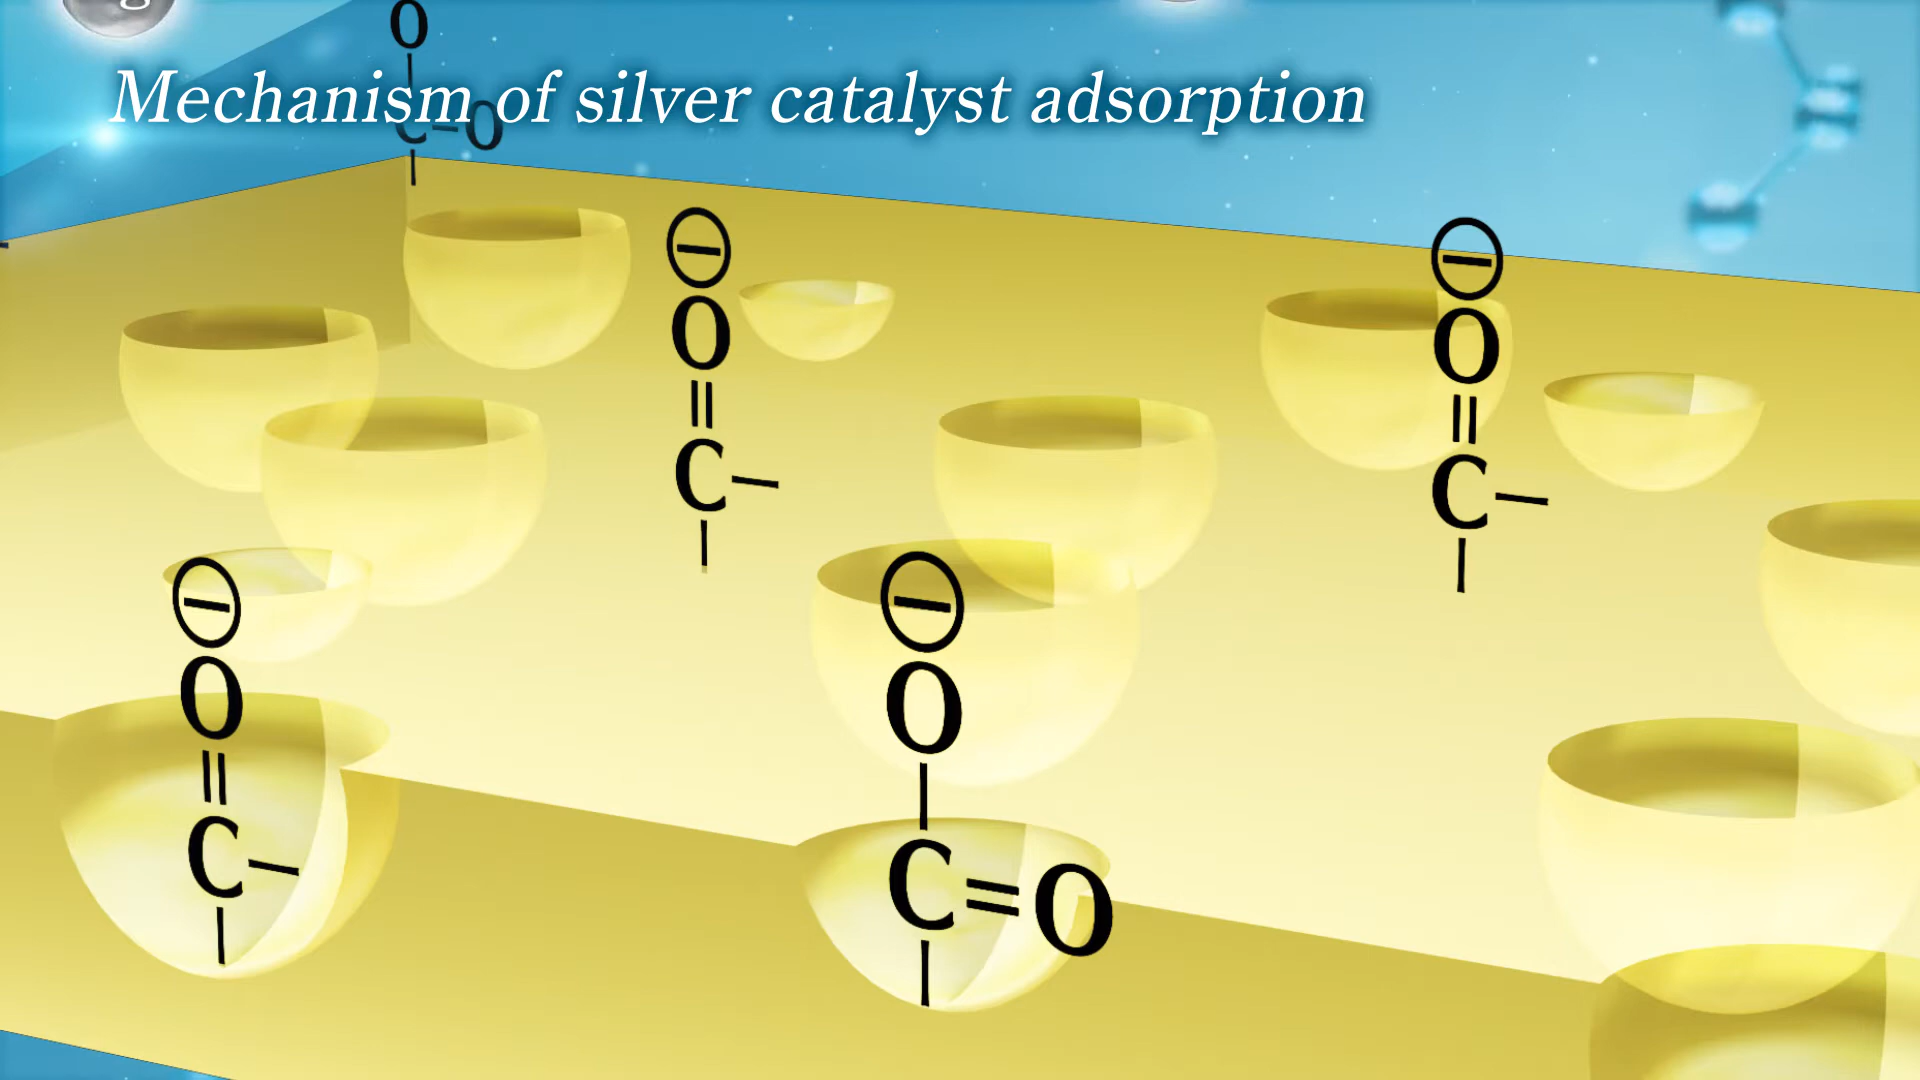 O
Mechanism of silver catalyst adsorption
C–O
⊖
O
||
C–
|
⊖
O
||
C–
|
⊖
O
||
C–
|
⊖
O
|
C=O
|